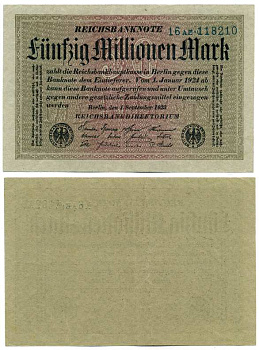 REICHSBANKNOTE
16AZ·118210
Fünfzig Millionen Mark
zahlt die Reichsbankhauptkasse in Berlin gegen diese
Banknote dem Einlieferer. Vom 1. Januar 1924 ab
kann diese Banknote aufgerufen und unter Umtausch
gegen andere gesetzliche Zahlungsmittel eingezogen
werden
Berlin, den 1. September 1923
REICHSBANKDIREKTORIUM